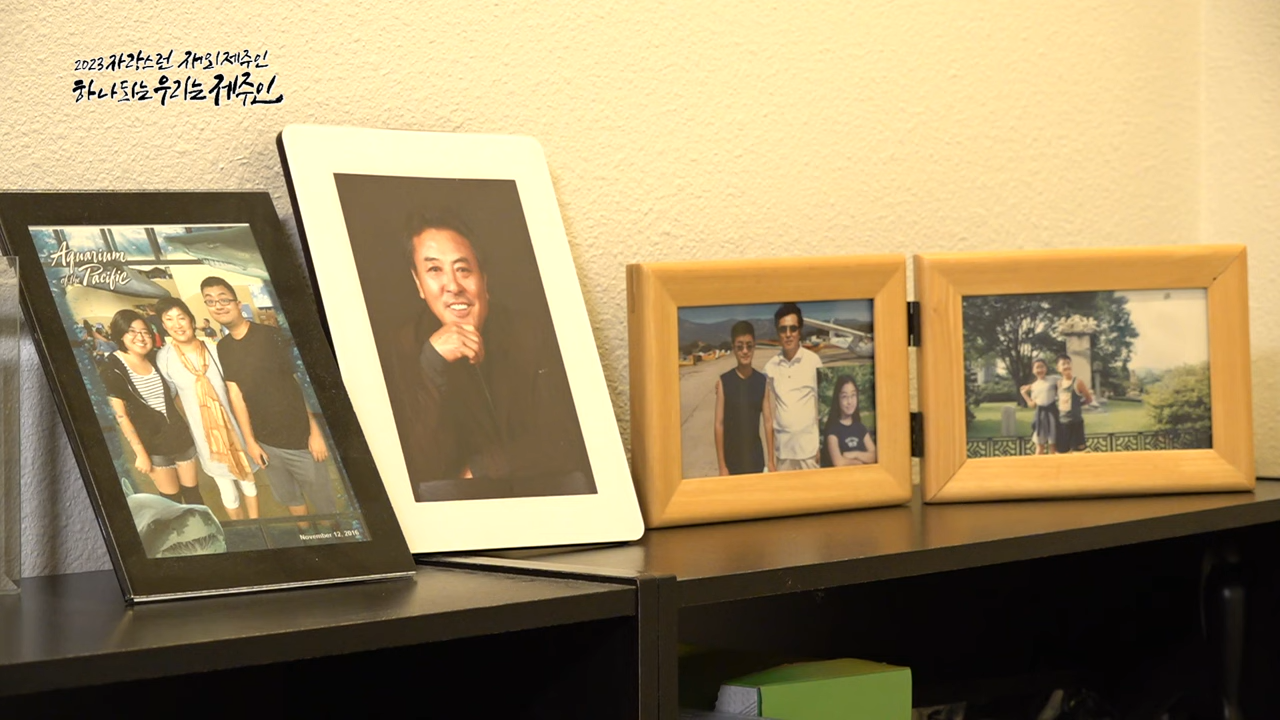 2023 자랑스런 재외제주인
하나되는 우리는 제주인
Aquarium
of the Pacific
November 12, 2016